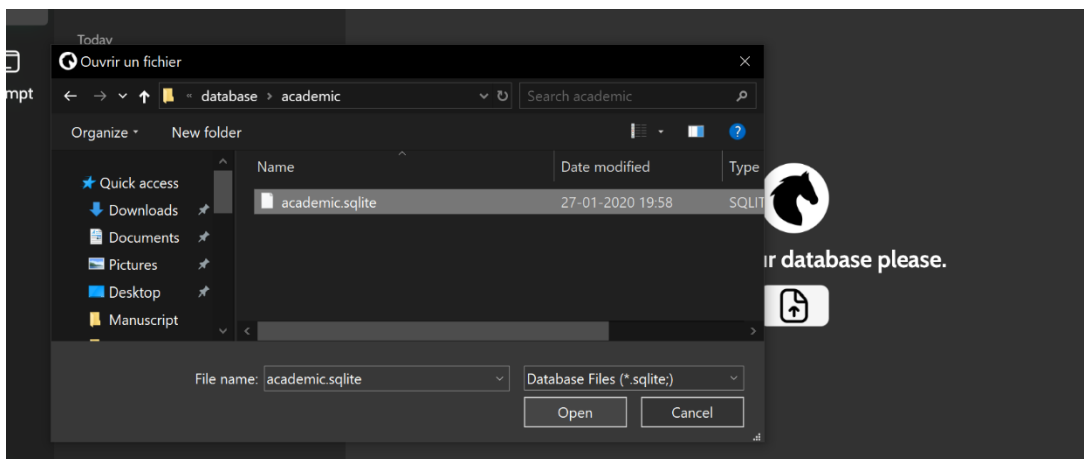 Today
Ouvrir un fichier
mpt
« database > academic
Search academic
Organize
New folder
?
Name
Date modified
Type
Quick access
academic.sqlite
27-01-2020 19:58
SQLIT
Downloads
Documents
Pictures
Desktop
Manuscript
ur database please.
File name:
academic.sqlite
Database Files (*.sqlite;)
Open
Cancel